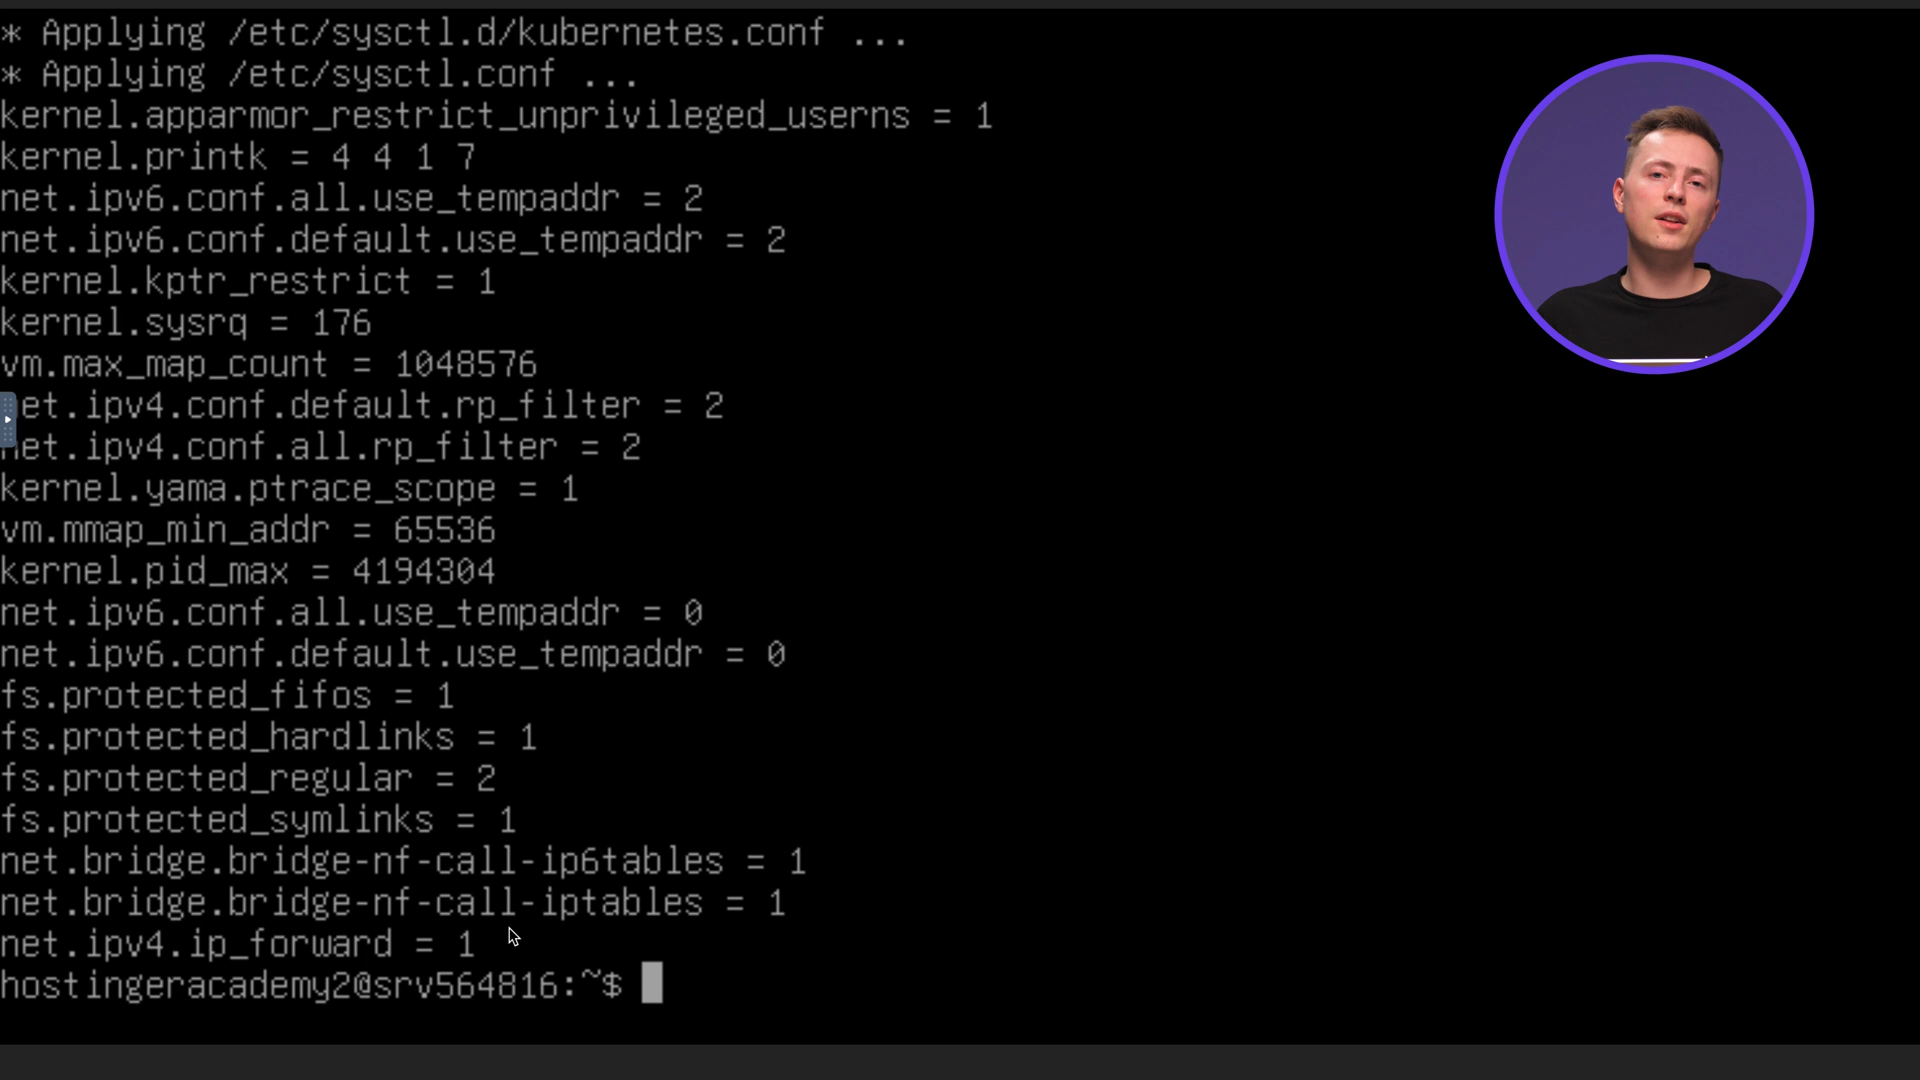 * Applying /etc/sysctl.d/kubernetes.conf ...
* Applying /etc/sysctl.conf ...
kernel.apparmor_restrict_unprivileged_userns = 1
kernel.printk = 4 4 1 7
net.ipv6.conf.all.use_tempaddr = 2
net.ipv6.conf.default.use_tempaddr = 2
kernel.kptr_restrict = 1
kernel.sysrq = 176
vm.max_map_count = 1048576
net.ipv4.conf.default.rp_filter = 2
net.ipv4.conf.all.rp_filter = 2
kernel.yama.ptrace_scope = 1
vm.mmap_min_addr = 65536
kernel.pid_max = 4194304
net.ipv6.conf.all.use_tempaddr = 0
net.ipv6.conf.default.use_tempaddr = 0
fs.protected_fifos = 1
fs.protected_hardlinks = 1
fs.protected_regular = 2
fs.protected_symlinks = 1
net.bridge.bridge-nf-call-ip6tables = 1
net.bridge.bridge-nf-call-iptables = 1
net.ipv4.ip_forward = 1
hostingeracademy2@srv564816:~$